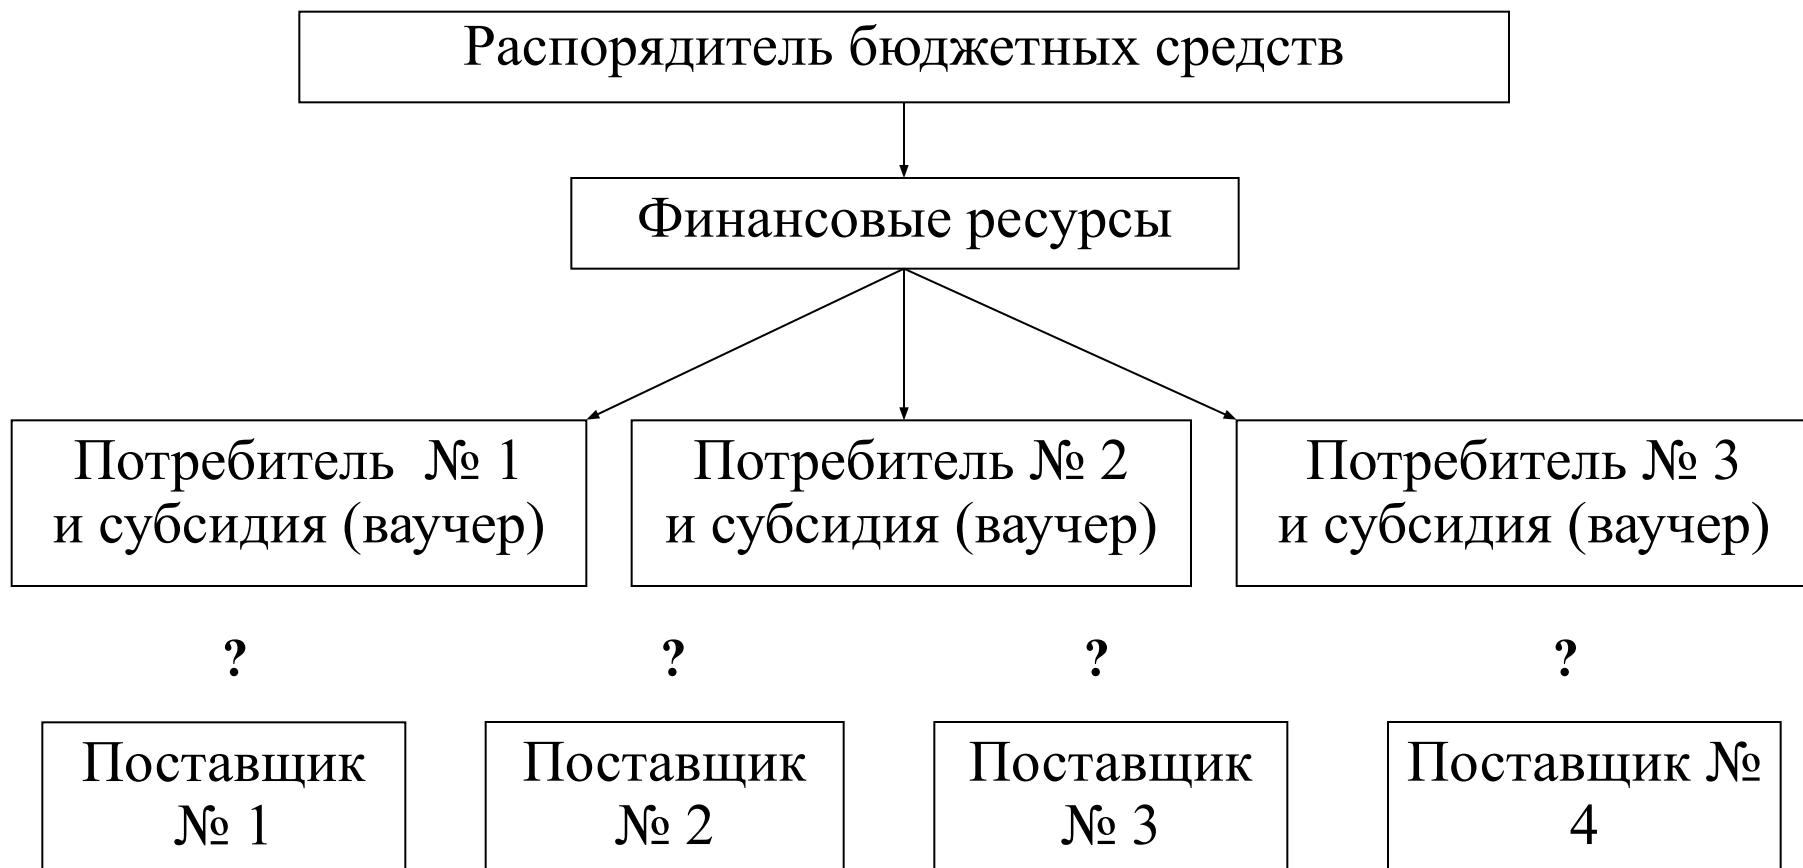 Распорядитель бюджетных средств
Финансовые ресурсы
Потребитель № 1
и субсидия (ваучер)
Потребитель № 2
и субсидия (ваучер)
Потребитель № 3
и субсидия (ваучер)
? ? ? ?
Поставщик
№ 1
Поставщик
№ 2
Поставщик
№ 3
Поставщик №
4